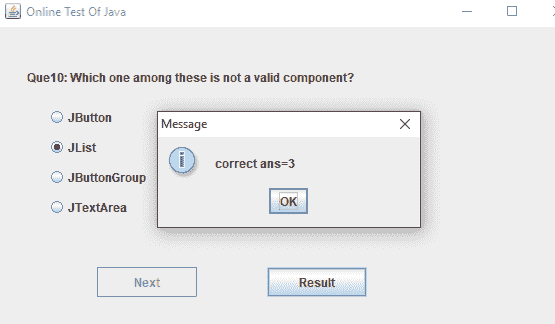 Online Test Of Java
Que10: Which one among these is not a valid component?
JButton
JList
JButtonGroup
JTextArea
Message
correct ans=3
OK
Next
Result